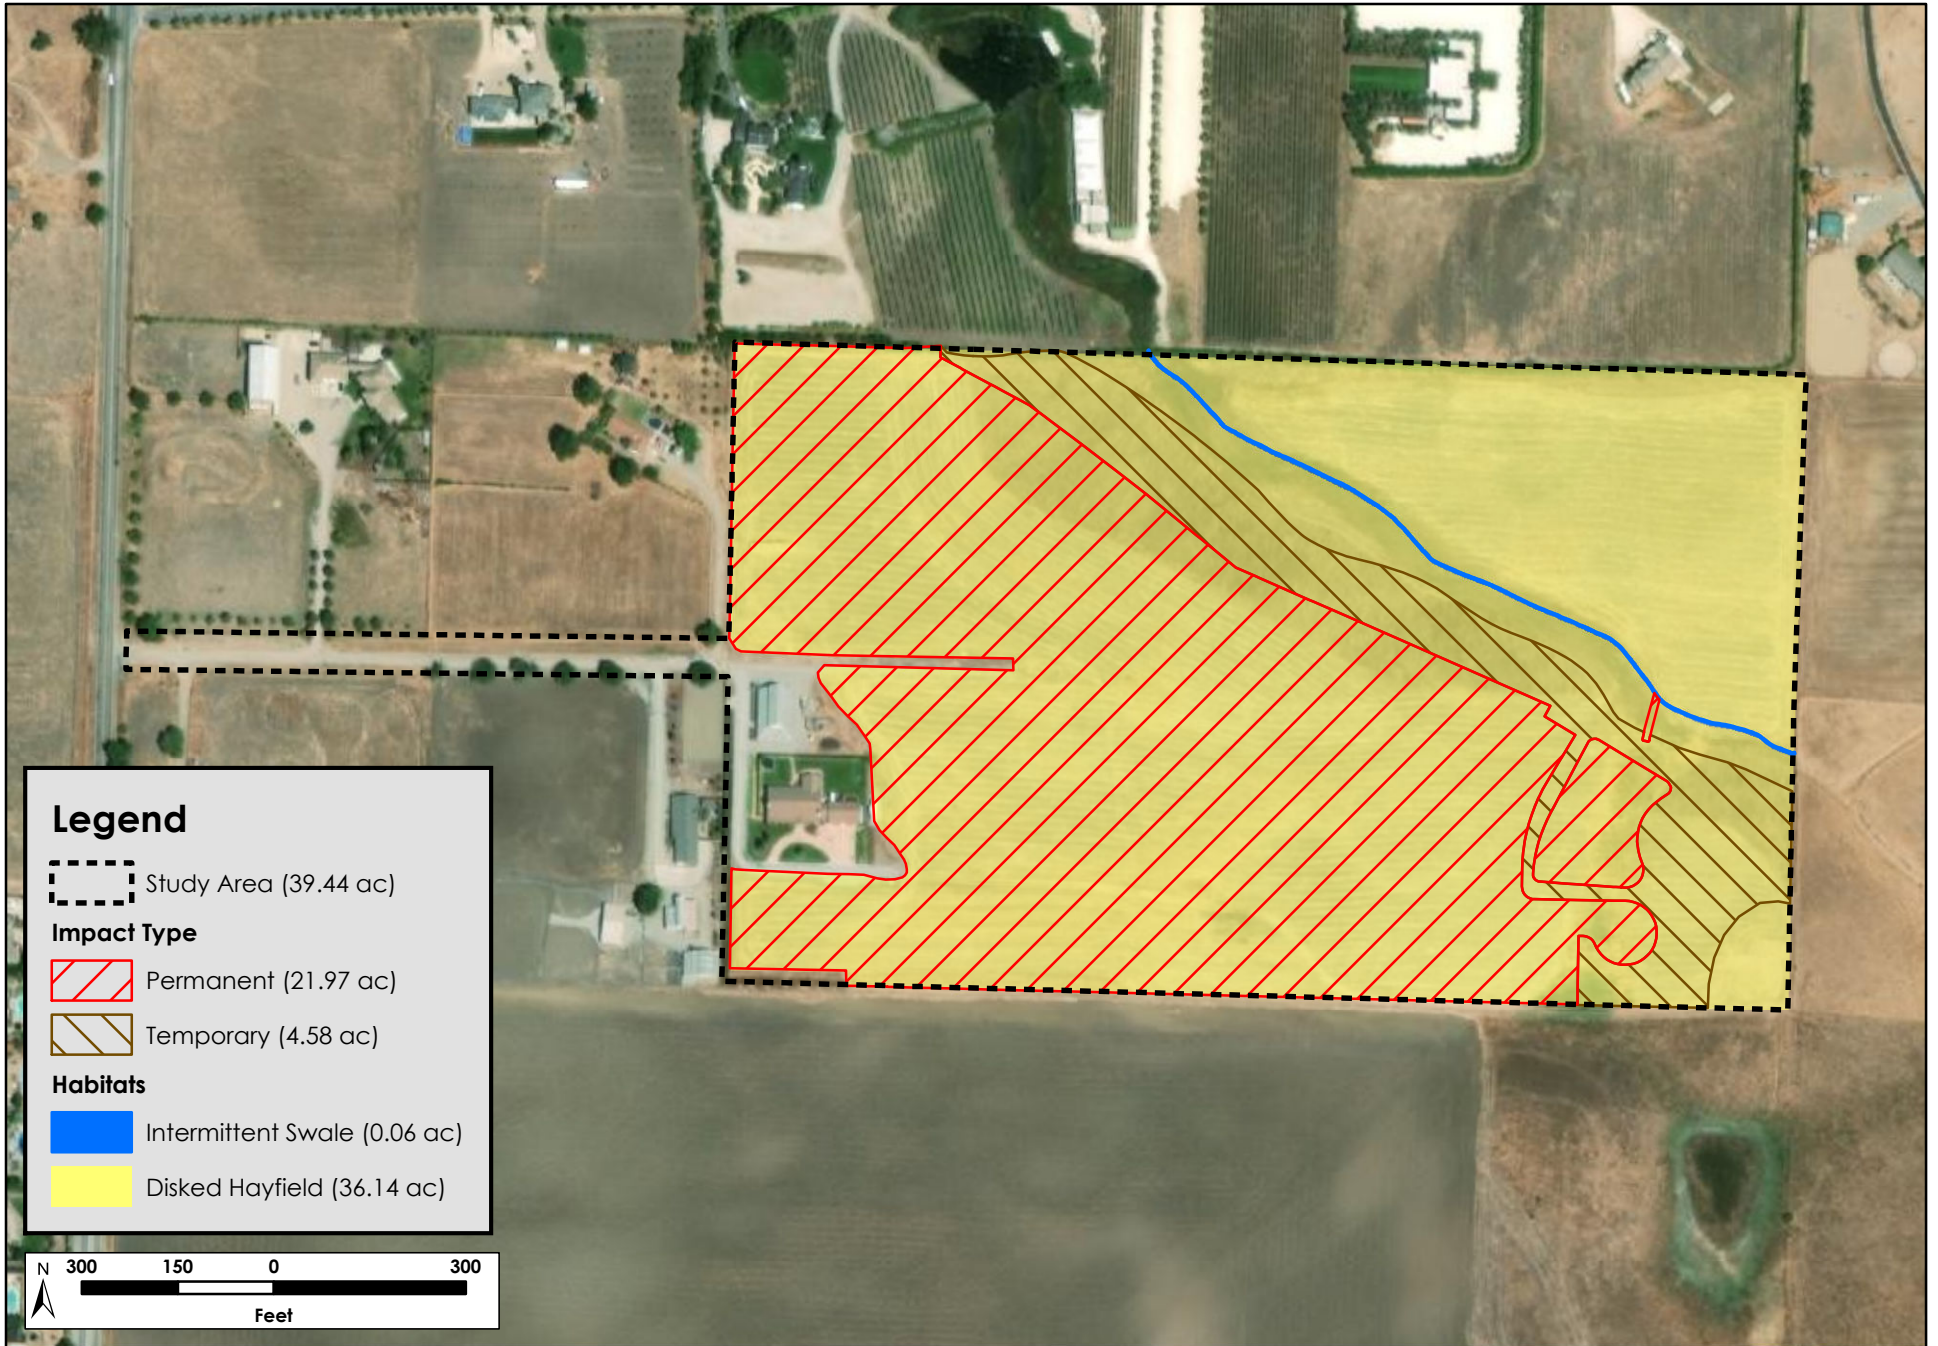 Legend
Study Area (39.44 ac)
Impact Type
Permanent (21.97 ac)
Temporary (4.58 ac)
Habitats
Intermittent Swale (0.06 ac)
Disked Hayfield (36.14 ac)
N 300 150 0 300
Feet